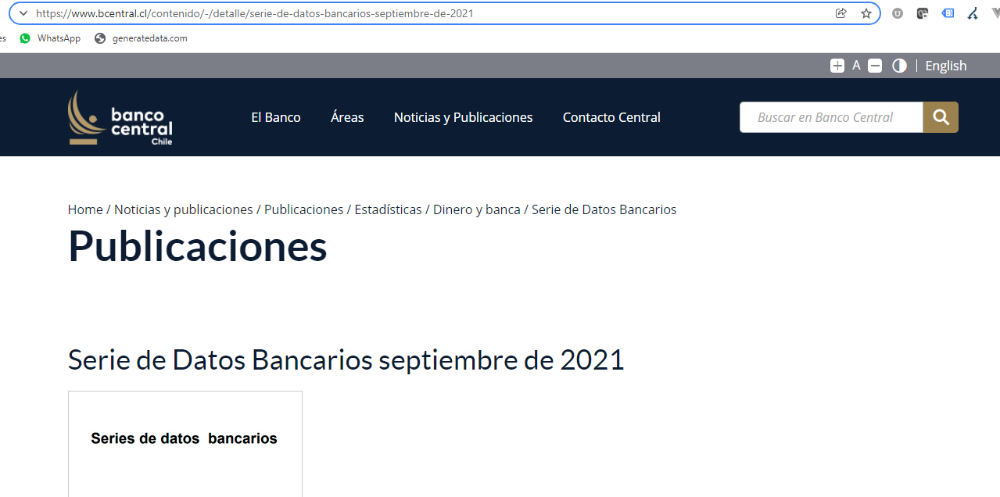 https://www.bcentral.cl/contenido/-/detalle/serie-de-datos-bancarios-septiembre-de-2021
es WhatsApp generatedata.com
A English
banco
central
Chile
El Banco Áreas Noticias y Publicaciones Contacto Central Buscar en Banco Central
Home / Noticias y publicaciones / Publicaciones / Estadísticas / Dinero y banca / Serie de Datos Bancarios
Publicaciones
Serie de Datos Bancarios septiembre de 2021
Series de datos bancarios